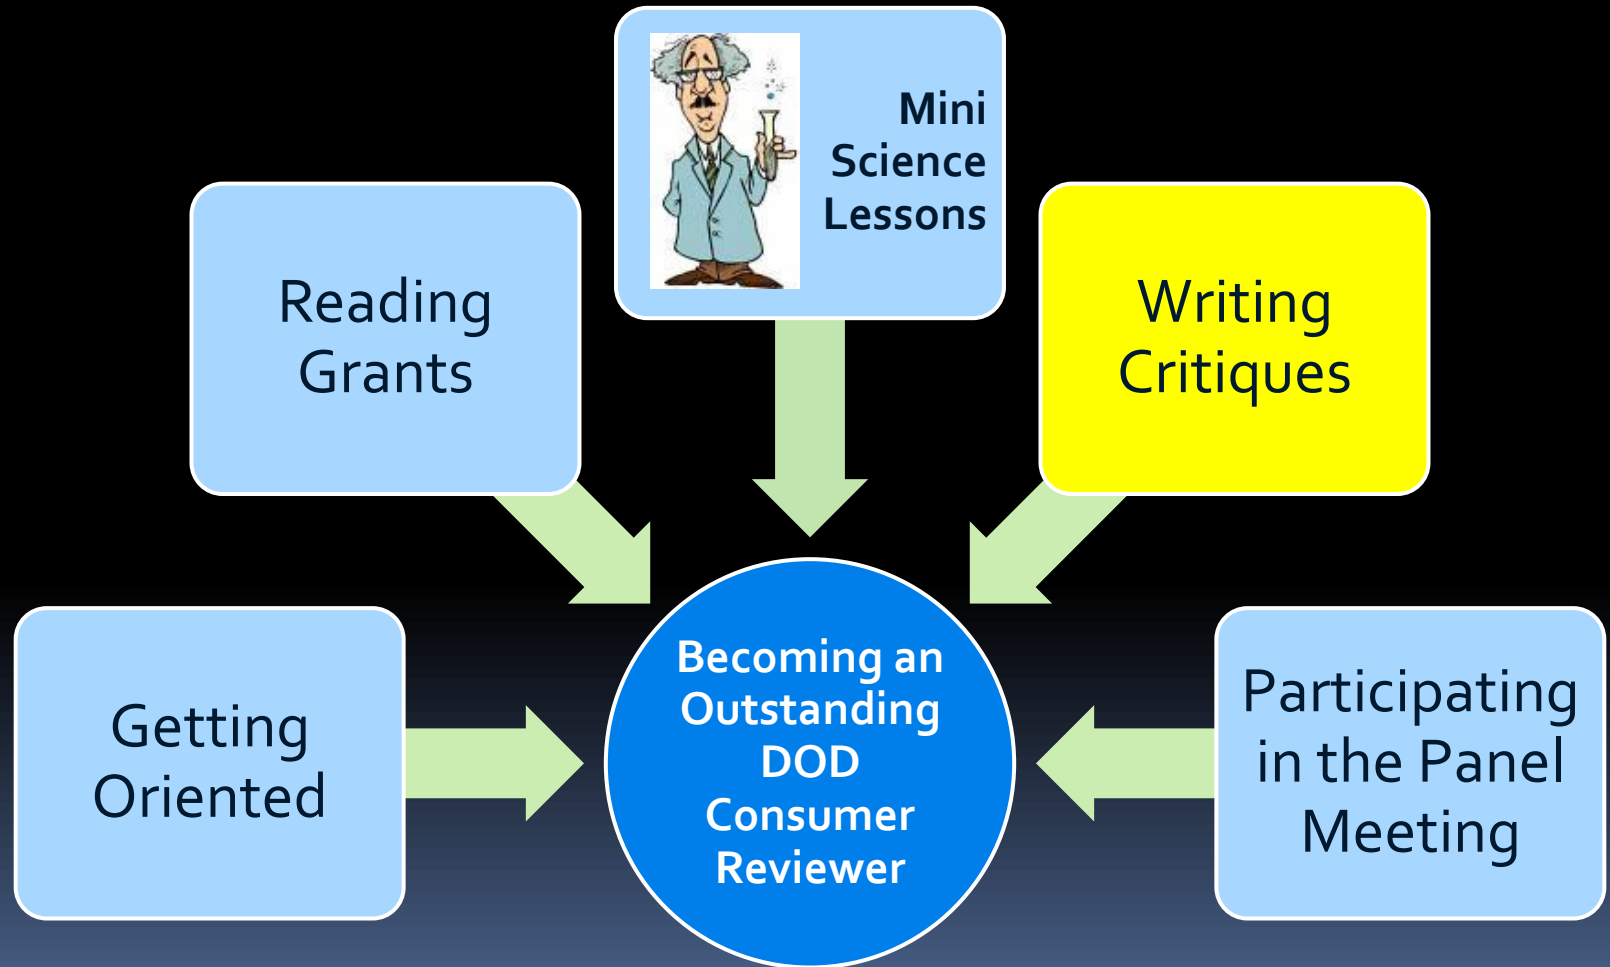 Mini
Science
Lessons
Reading
Grants
Writing
Critiques
Getting
Oriented
Becoming an
Outstanding
DOD
Consumer
Reviewer
Participating
in the Panel
Meeting